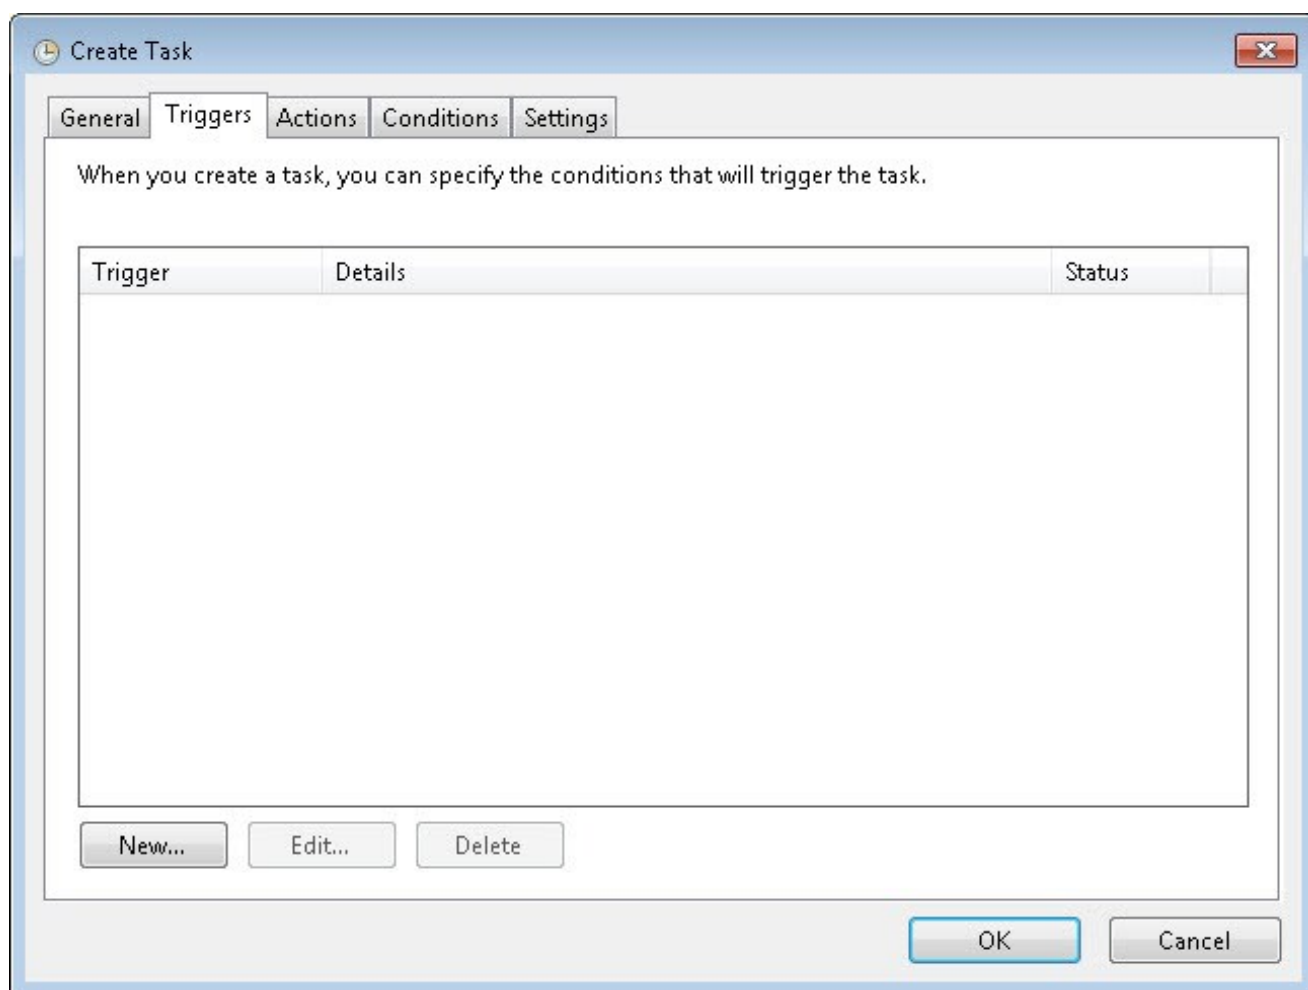 Create Task
General Triggers Actions Conditions Settings
When you create a task, you can specify the conditions that will trigger the task.
Trigger Details Status
New... Edit... Delete
OK Cancel